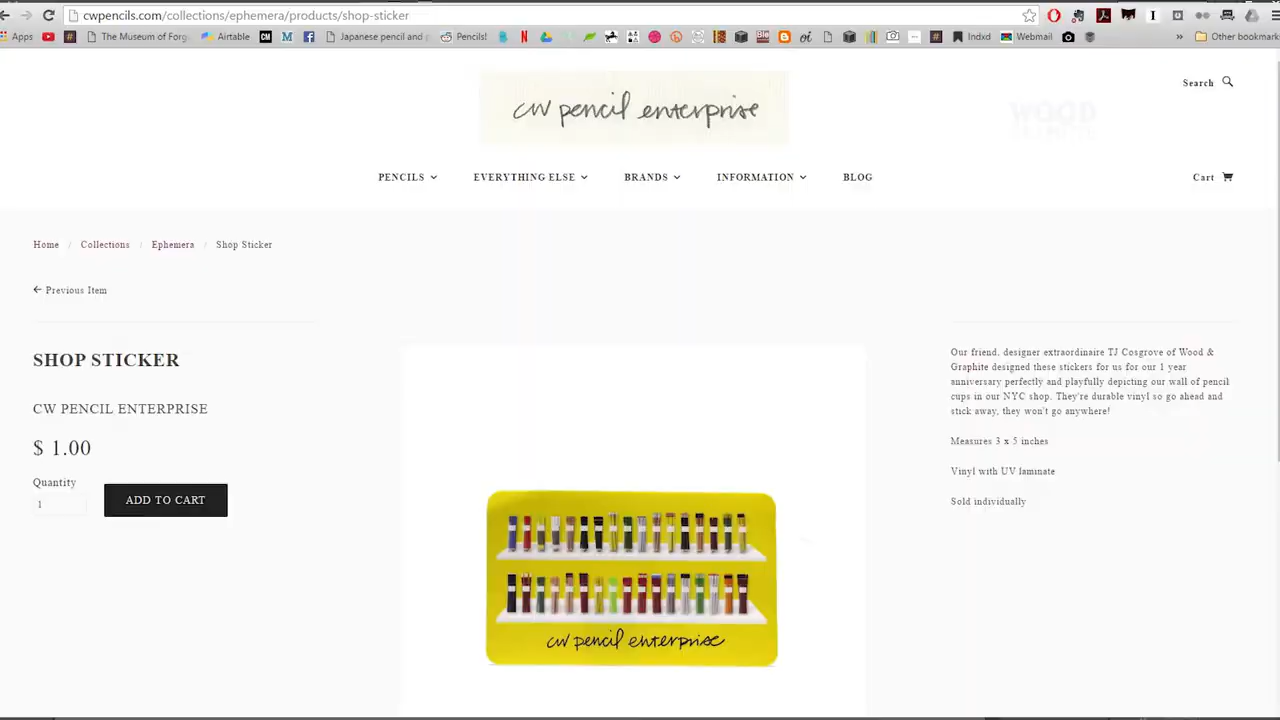 cwpencils.com/collections/ephemera/products/shop-sticker
Apps
The Museum of Forg
Airtable
Japanese pencil and p
Pencils!
Indxd
Webmail
»
Other bookmark
cw pencil enterprise
Search
WOOD
PENCILS
EVERYTHING ELSE
BRANDS
INFORMATION
BLOG
Cart
Home / Collections / Ephemera / Shop Sticker
← Previous Item
SHOP STICKER
CW PENCIL ENTERPRISE
$ 1.00
Quantity
1
ADD TO CART
cw pencil enterprise
Our friend, designer extraordinaire TJ Cosgrove of Wood &
Graphite designed these stickers for us for our 1 year
anniversary perfectly and playfully depicting our wall of pencil
cups in our NYC shop. They're durable vinyl so go ahead and
stick away, they won't go anywhere!
Measures 3 x 5 inches
Vinyl with UV laminate
Sold individually